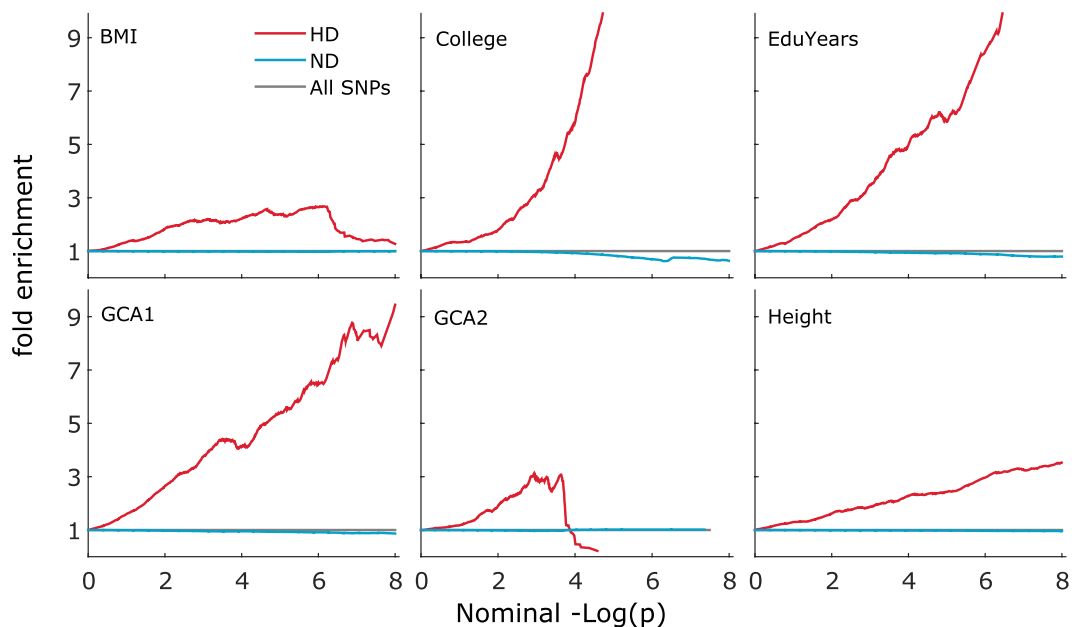 fold enrichment
BMI
HD
ND
All SNPs
9
7
5
3
1
College
EduYears
GCA1
9
7
5
3
1
0 2 4 6 8
GCA2
0 2 4 6 8
Height
0 2 4 6 8
Nominal -Log(p)